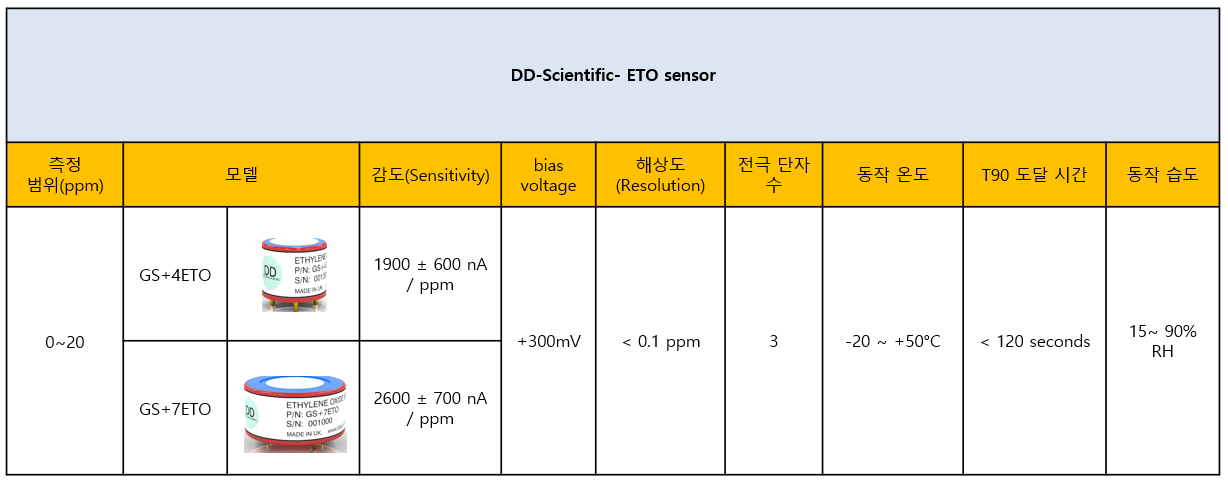 DD-Scientific- ETO sensor
측정
범위(ppm)
모델
감도(Sensitivity)
bias
voltage
해상도
(Resolution)
전극 단자
수
동작 온도
T90 도달 시간
동작 습도
0~20
GS+4ETO
DD
ETHYLENE
P/N: GS+4
S/N: 00100
MADE IN UK
1900 ± 600 nA
/ ppm
GS+7ETO
DD
ETHYLENE OXIDE
P/N: GS+7ETO
S/N: 001000
MADE IN UK
2600 ± 700 nA
/ ppm
+300mV
< 0.1 ppm
3
-20 ~ +50°C
< 120 seconds
15~ 90%
RH